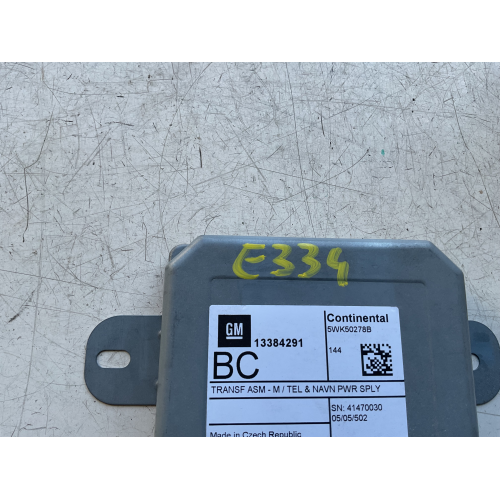 E334
GM 13384291
BC
Continental
5WK50278B
144
TRANSF ASM - M / TEL & NAVN PWR SPLY
SN: 41470030
05/05/502
Made in Czech Republic